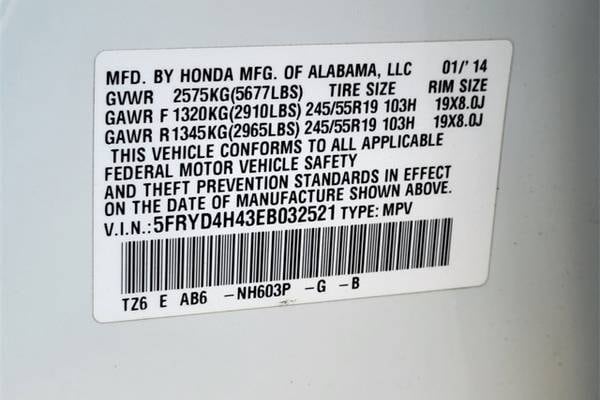 MFD. BY HONDA MFG. OF ALABAMA, LLC 01/'14
GVWR 2575KG(5677LBS) TIRE SIZE RIM SIZE
GAWR F 1320KG(2910LBS) 245/55R19 103H 19X8.0J
GAWR R1345KG(2965LBS) 245/55R19 103H 19X8.0J
THIS VEHICLE CONFORMS TO ALL APPLICABLE
FEDERAL MOTOR VEHICLE SAFETY
AND THEFT PREVENTION STANDARDS IN EFFECT
ON THE DATE OF MANUFACTURE SHOWN ABOVE.
V.I.N.:5FRYD4H43EB032521 TYPE: MPV
TZ6 E AB6 -NH603P -G -B